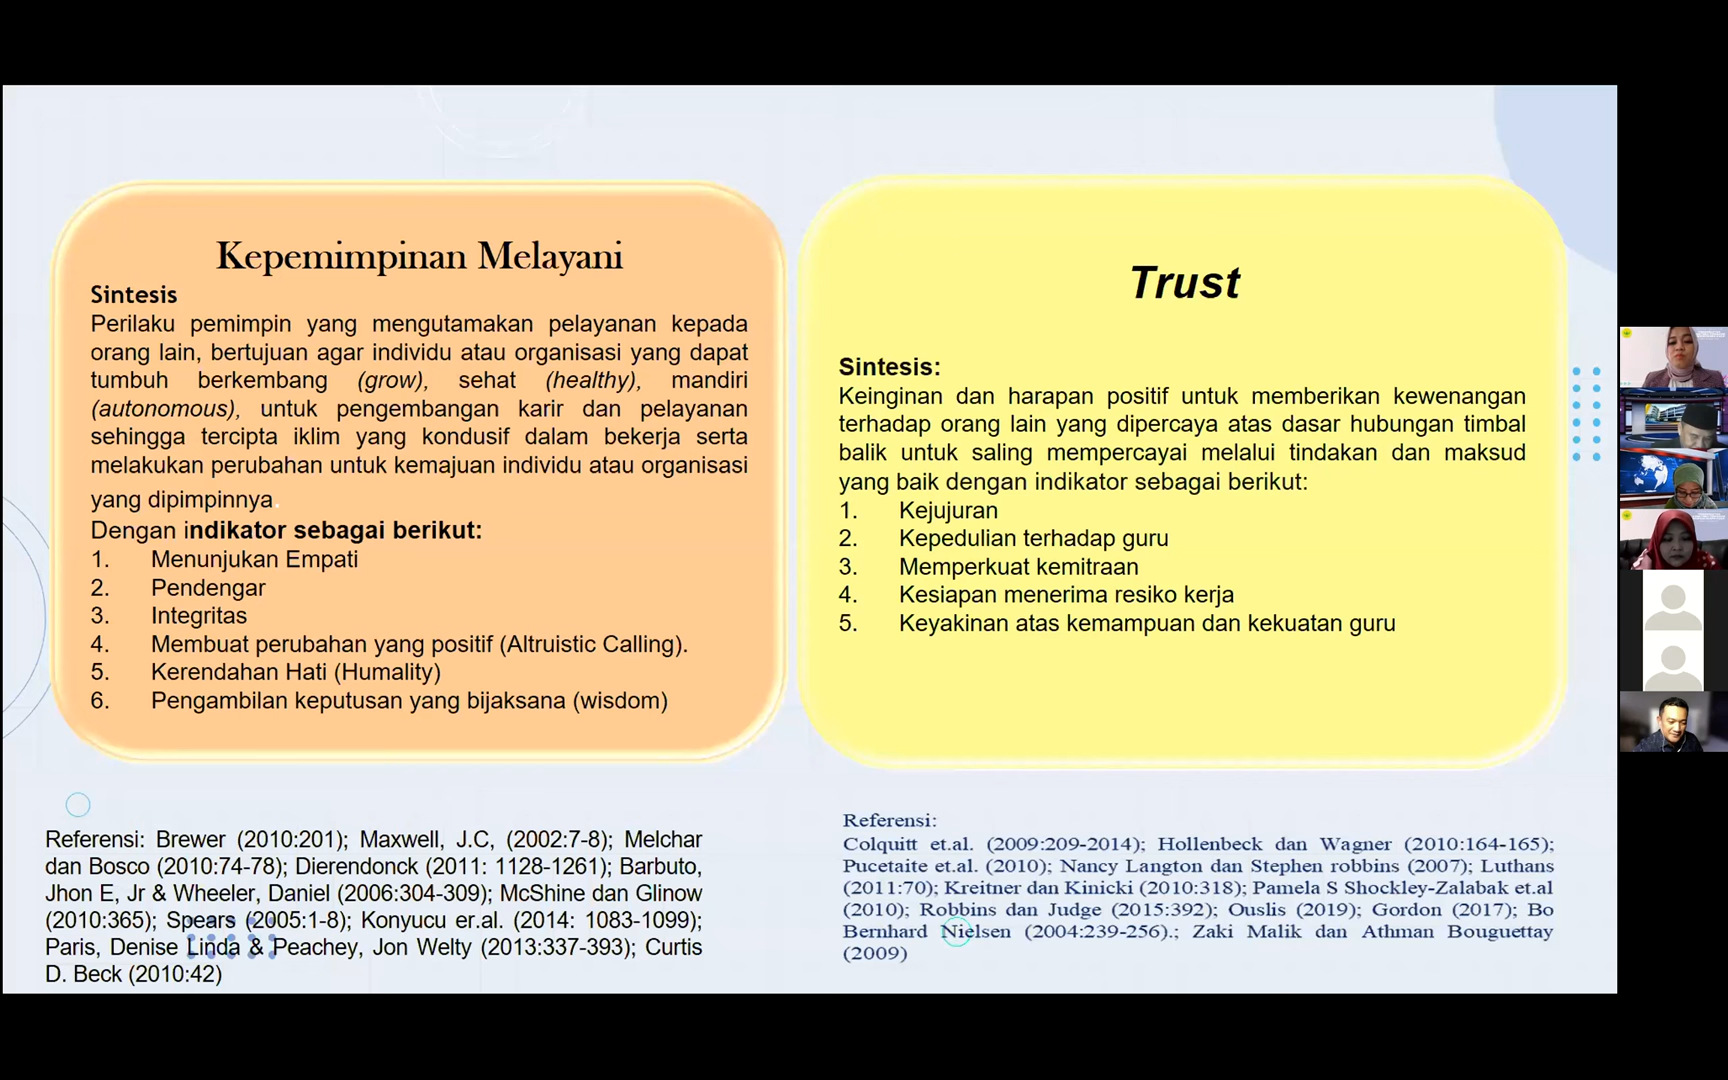 Kepemimpinan Melayani
Sintesis
Perilaku pemimpin yang mengutamakan pelayanan kepada
orang lain, bertujuan agar individu atau organisasi yang dapat
tumbuh berkembang (grow), sehat (healthy), mandiri
(autonomous), untuk pengembangan karir dan pelayanan
sehingga tercipta iklim yang kondusif dalam bekerja serta
melakukan perubahan untuk kemajuan individu atau organisasi
yang dipimpinnya
Dengan indikator sebagai berikut:
1. Menunjukan Empati
2. Pendengar
3. Integritas
4. Membuat perubahan yang positif (Altruistic Calling).
5. Kerendahan Hati (Humality)
6. Pengambilan keputusan yang bijaksana (wisdom)
Referensi: Brewer (2010:201); Maxwell, J.C, (2002:7-8); Melchar
dan Bosco (2010:74-78); Dierendonck (2011: 1128-1261); Barbuto,
Jhon E, Jr & Wheeler, Daniel (2006:304-309); McShine dan Glinow
(2010:365); Spears (2005:1-8); Konyucu er.al. (2014: 1083-1099);
Paris, Denise Linda & Peachey, Jon Welty (2013:337-393); Curtis
D. Beck (2010:42)
Trust
Sintesis:
Keinginan dan harapan positif untuk memberikan kewenangan
terhadap orang lain yang dipercaya atas dasar hubungan timbal
balik untuk saling mempercayai melalui tindakan dan maksud
yang baik dengan indikator sebagai berikut:
1. Kejujuran
2. Kepedulian terhadap guru
3. Memperkuat kemitraan
4. Kesiapan menerima resiko kerja
5. Keyakinan atas kemampuan dan kekuatan guru
Referensi:
Colquitt et.al. (2009:209-2014); Hollenbeck dan Wagner (2010:164-165);
Pucetaite et.al. (2010); Nancy Langton dan Stephen robbins (2007); Luthans
(2011:70); Kreitner dan Kinicki (2010:318); Pamela S Shockley-Zalabak et.al
(2010); Robbins dan Judge (2015:392); Ouslis (2019); Gordon (2017); Bo
Bernhard Nielsen (2004:239-256).; Zaki Malik dan Athman Bouguettay
(2009)